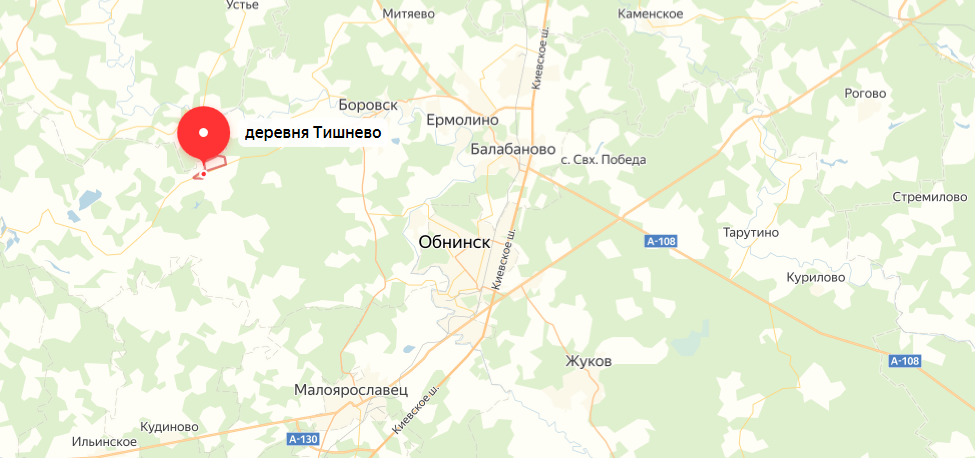 Устье
Митяево
Каменское
Киевское ш.
Рогово
Боровск
Ермолино
деревня Тишнево
Балабаново
с. Свх. Победа
Стремилово
Тарутино
Обнинск
А-108
Киевское ш.
Курилово
Жуков
А-108
Малоярославец
Киевское ш.
Кудиново
Ильинское
А-130